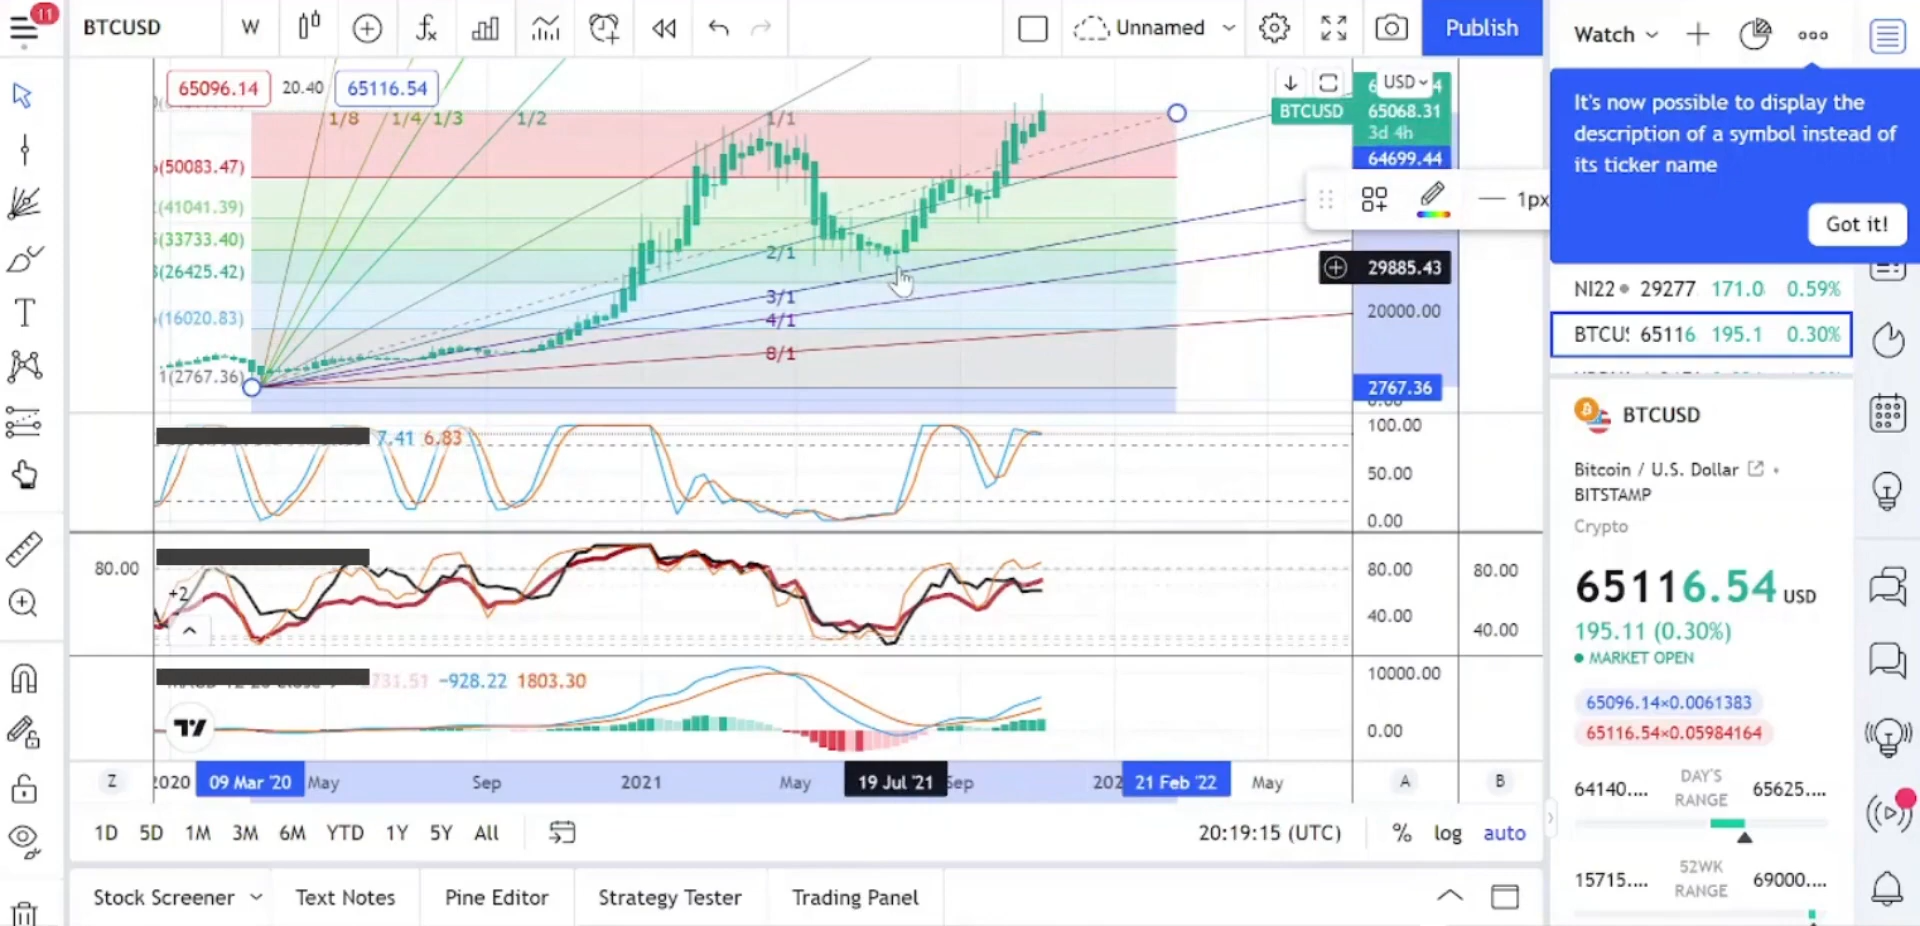 11
BTCUSD W Unnamed Publish Watch
65096.14 20.40 65116.54 USD
BTCUSD 65068.31
3d 4h
64699.44
1/8 1/4 1/3 1/2 1/1
(50083.47)
(41041.39)
(33733.40)
(26425.42)
(16020.83)
1(2767.36)
2/1
3/1
4/1
8/1
1px
29885.43
20000.00
2767.36
0.00
It's now possible to display the
description of a symbol instead of
its ticker name
Got it!
NI22 29277 171.0 0.59%
BTCU 65116 195.1 0.30%
BTCUSD
Bitcoin / U.S. Dollar
BITSTAMP
Crypto
65116.54 USD
195.11 (0.30%)
MARKET OPEN
65096.14×0.0061383
65116.54×0.05984164
64140.... DAY'S RANGE 65625....
15715.... 52WK RANGE 69000....
7.41 6.83
100.00
50.00
0.00
80.00 80.00 80.00
+2
40.00 40.00
731.51 −928.22 1803.30
10000.00
0.00
Z 2020 09 Mar '20 May Sep 2021 May 19 Jul '21 Sep 202 21 Feb '22 May A B
1D 5D 1M 3M 6M YTD 1Y 5Y All 20:19:15 (UTC) % log auto
Stock Screener Text Notes Pine Editor Strategy Tester Trading Panel